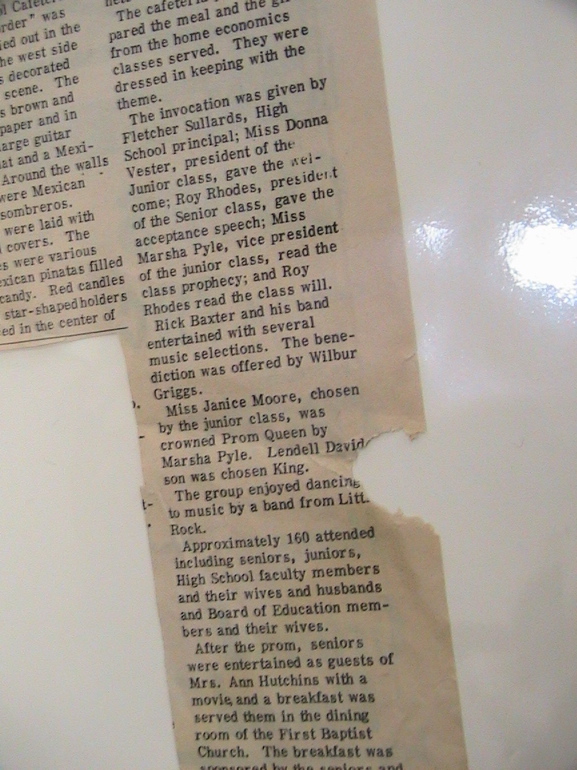 rder" was
ied out in the
he west side
s decorated
scene. The
s brown and
paper and in
arge guitar
at and a Mexi-
Around the walls
were Mexican
sombreros.
were laid with
covers. The
es were various
exican pinatas filled
candy. Red candles
star-shaped holders
ed in the center of
The cafeteri
pared the meal and the gi
from the home economics
classes served. They were
dressed in keeping with the
theme.
The invocation was given by
Fletcher Sullards, High
School principal; Miss Donna
Vester, president of the
Junior class, gave the wel-
come; Roy Rhodes, president
of the Senior class, gave the
acceptance speech; Miss
Marsha Pyle, vice president
of the junior class, read the
class prophecy; and Roy
Rhodes read the class will.
Rick Baxter and his band
entertained with several
music selections. The bene-
diction was offered by Wilbur
Griggs.
Miss Janice Moore, chosen
by the junior class, was
crowned Prom Queen by
Marsha Pyle. Lendell David
son was chosen King.
The group enjoyed dancing
to music by a band from Litt
Rock.
Approximately 160 attended
including seniors, juniors,
High School faculty members
and their wives and husbands
and Board of Education mem-
bers and their wives.
After the prom, seniors
were entertained as guests of
Mrs. Ann Hutchins with a
movie, and a breakfast was
served them in the dining
room of the First Baptist
Church. The breakfast was
sponsored by the seniors and